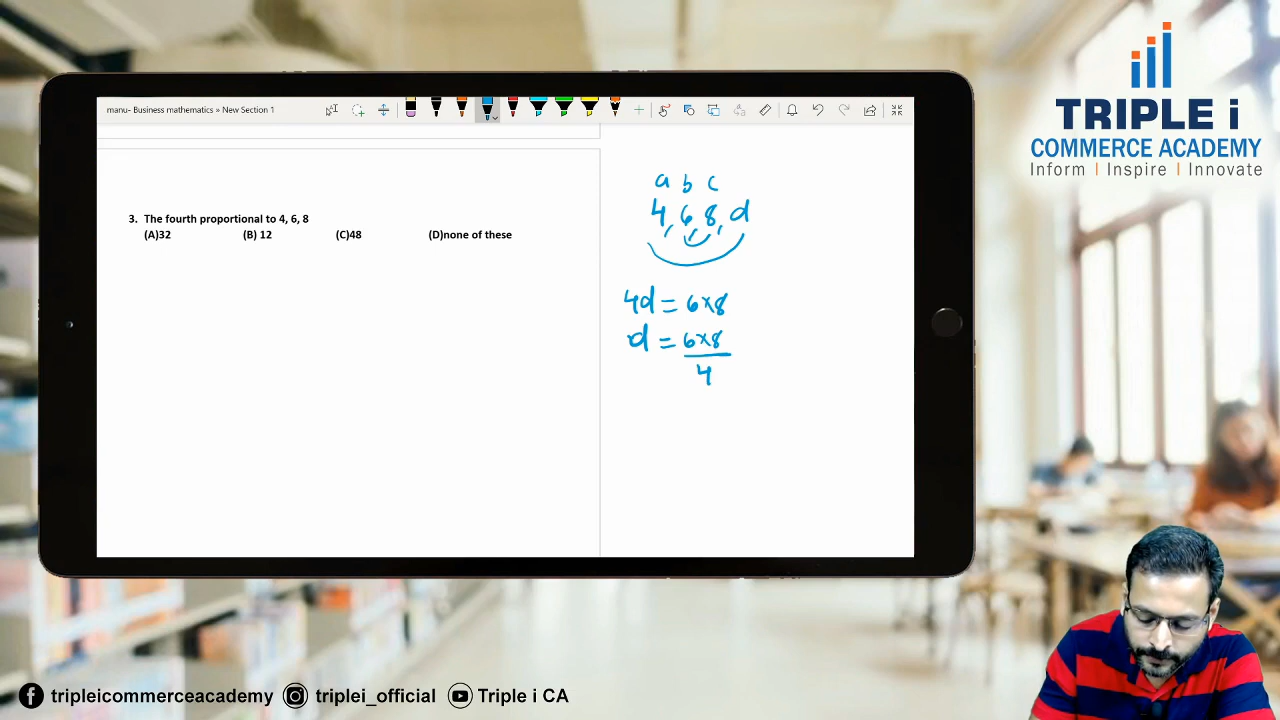 manu- Business mathematics » New Section 1
3. The fourth proportional to 4, 6, 8
(A)32 (B) 12 (C)48 (D)none of these
a b c
4, 6, 8, d
4d = 6×8
d = 6×8
4
TRIPLE i
COMMERCE ACADEMY
Inform | Inspire | Innovate
tripleicommerceacademy triplei_official Triple i CA